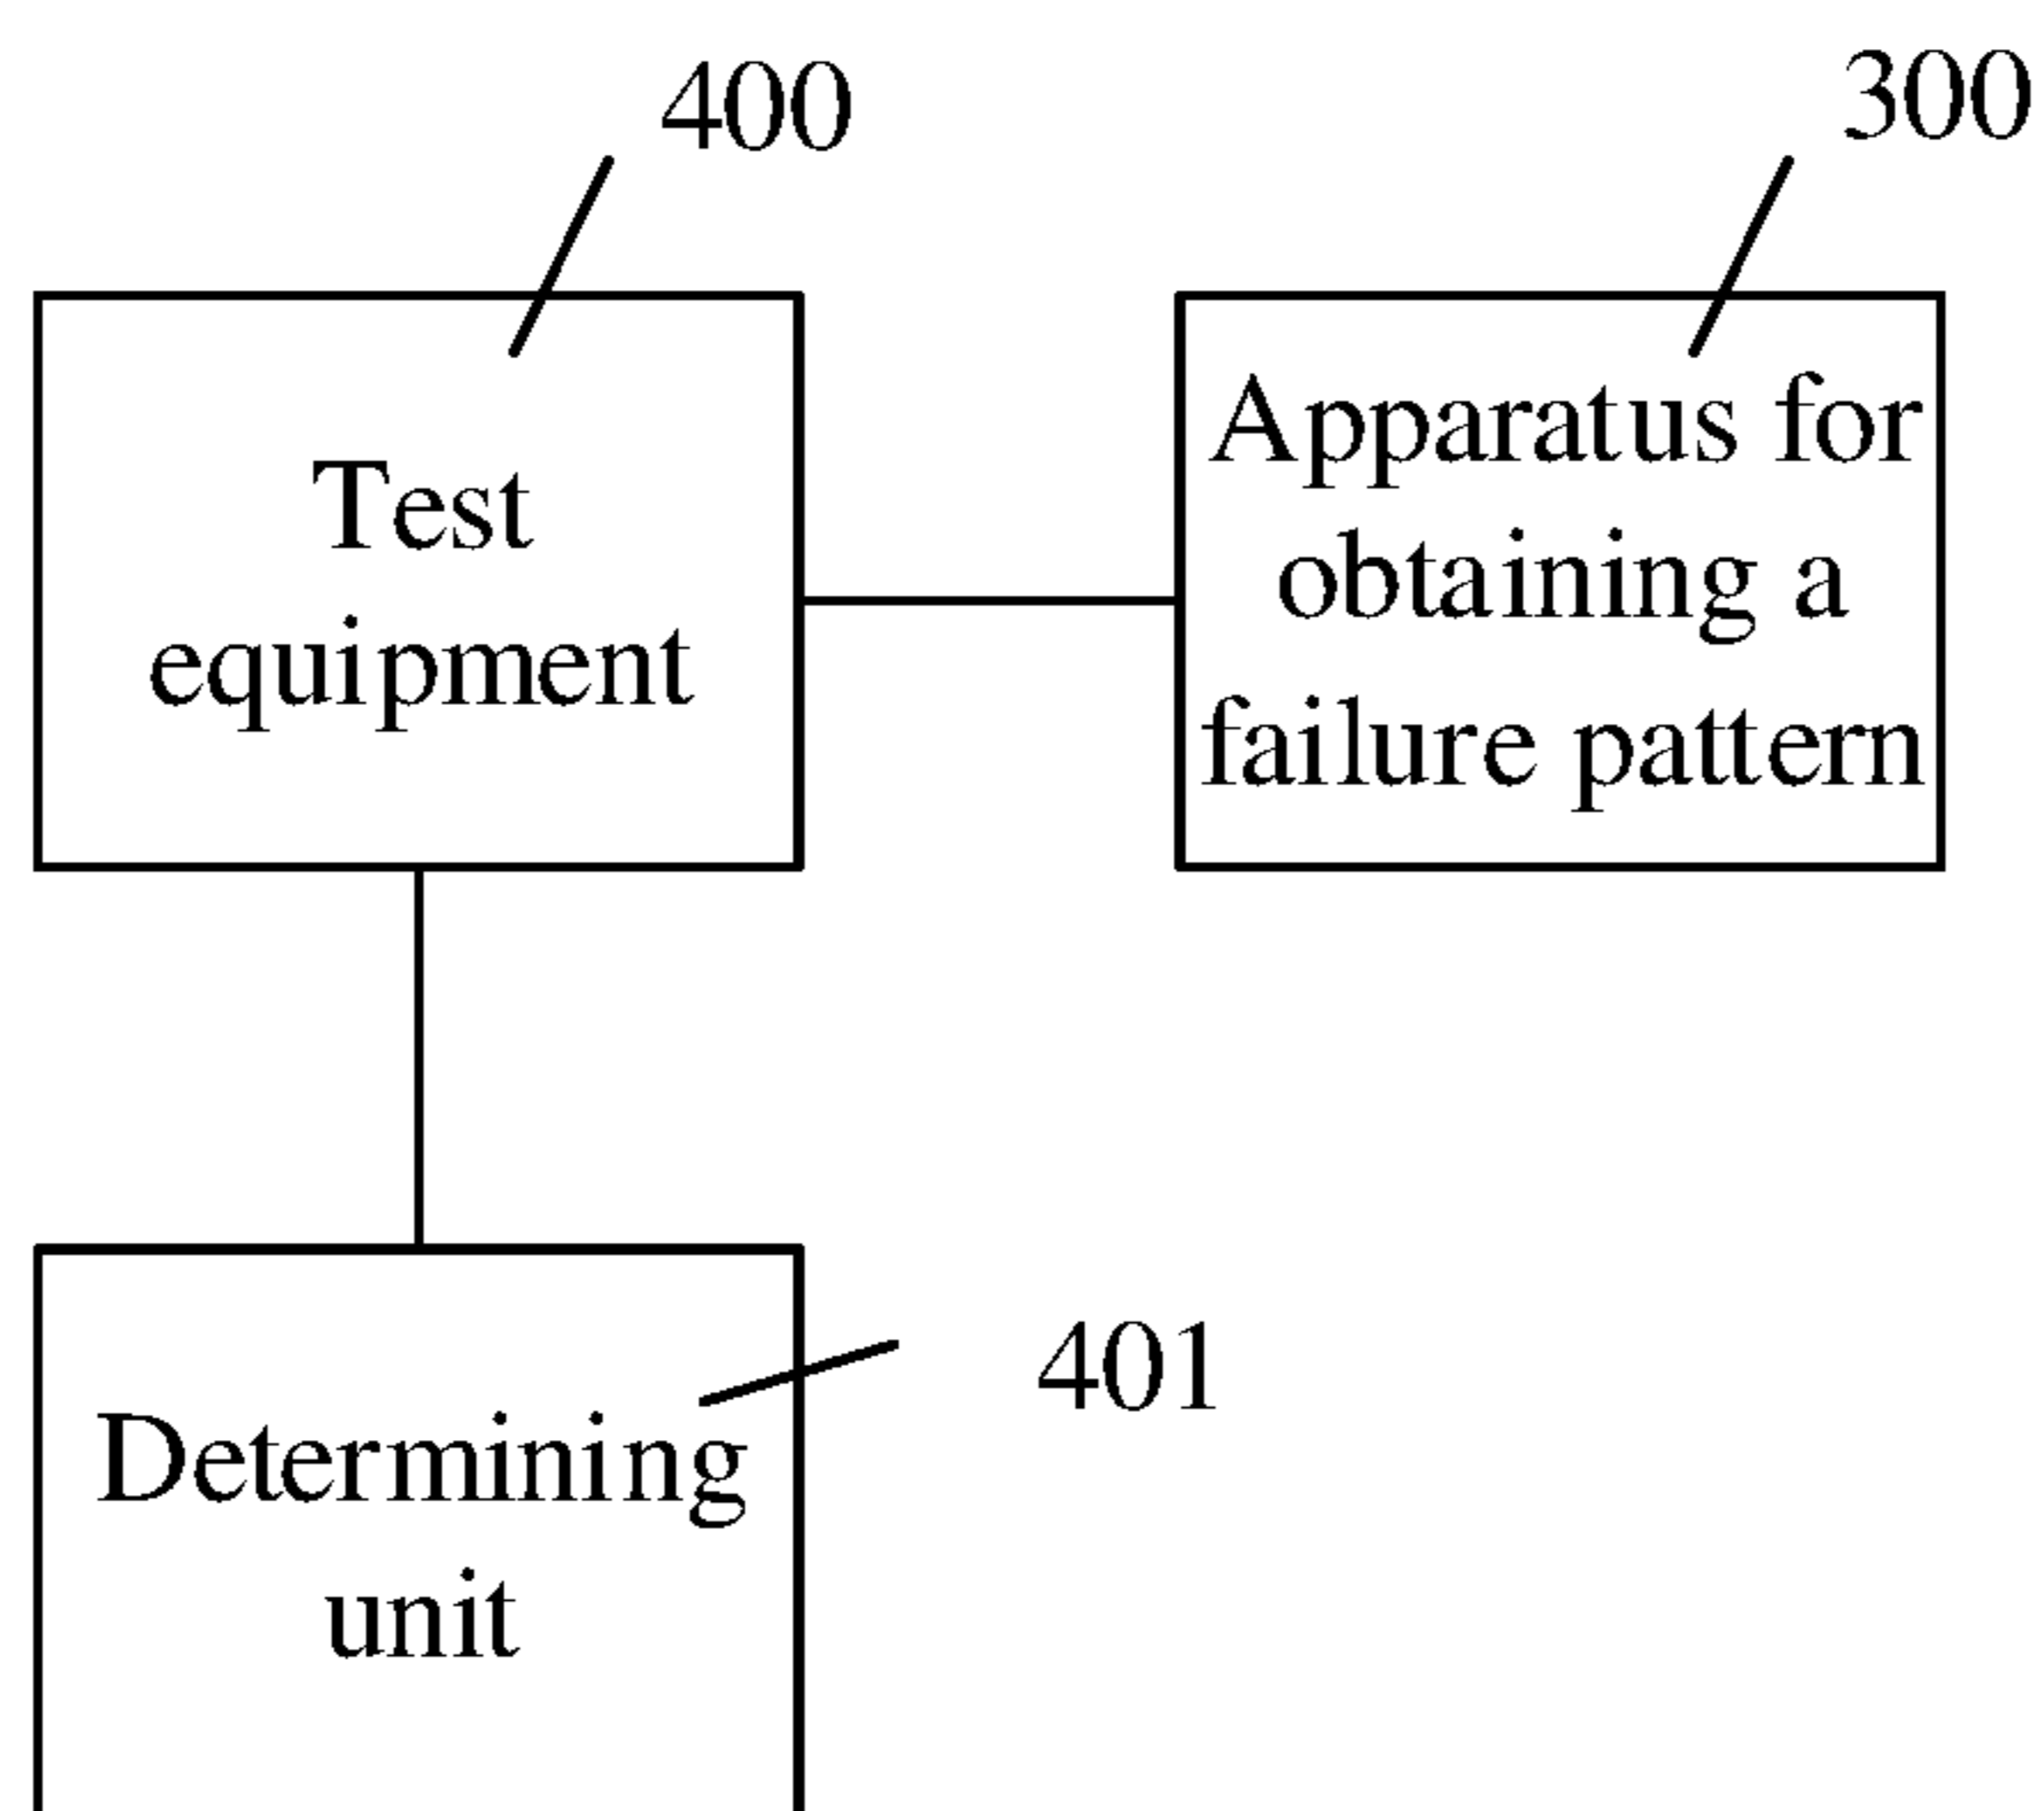 400
300
Test
equipment
Apparatus for
obtaining a
failure pattern
401
Determining
unit